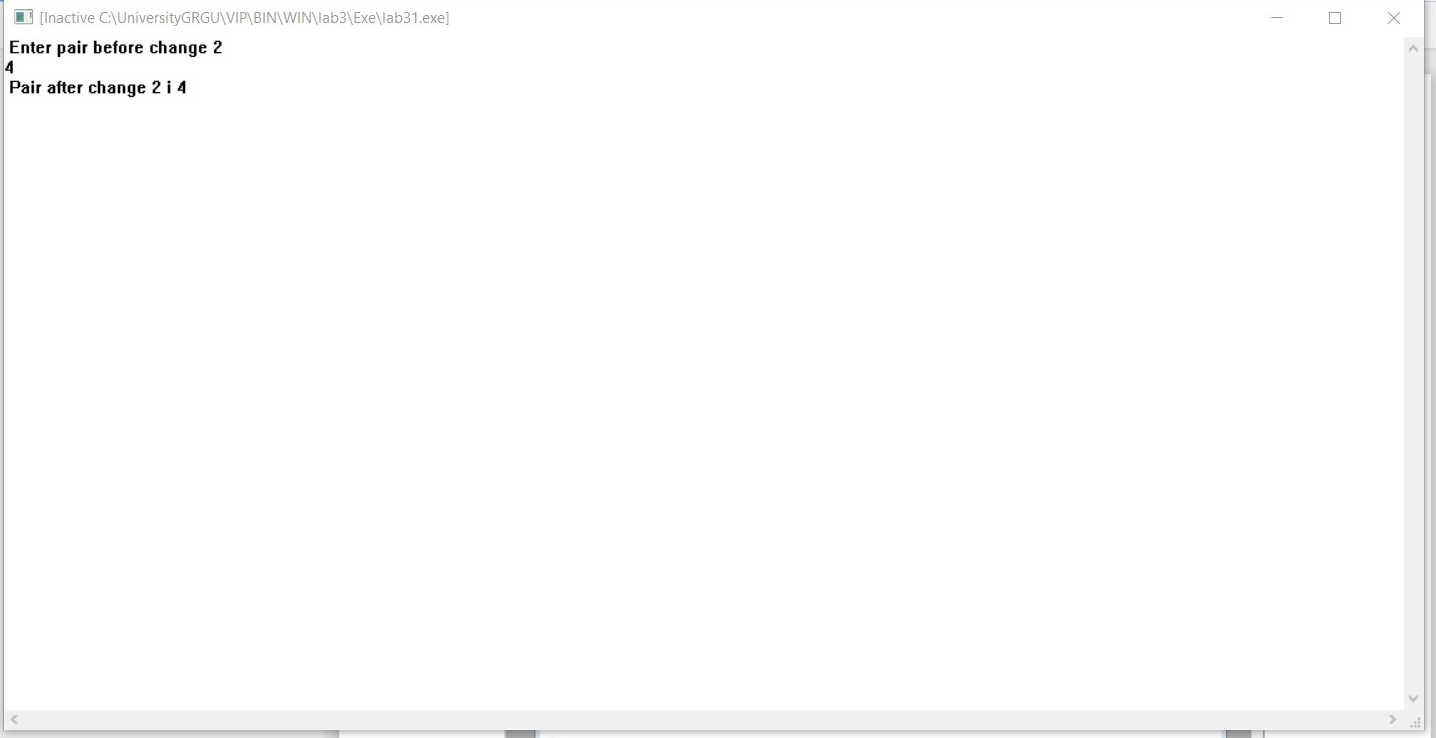 [Inactive C:\UniversityGRGU\VIP\BIN\WIN\lab3\Exe\lab31.exe]
Enter pair before change 2
4
Pair after change 2 i 4